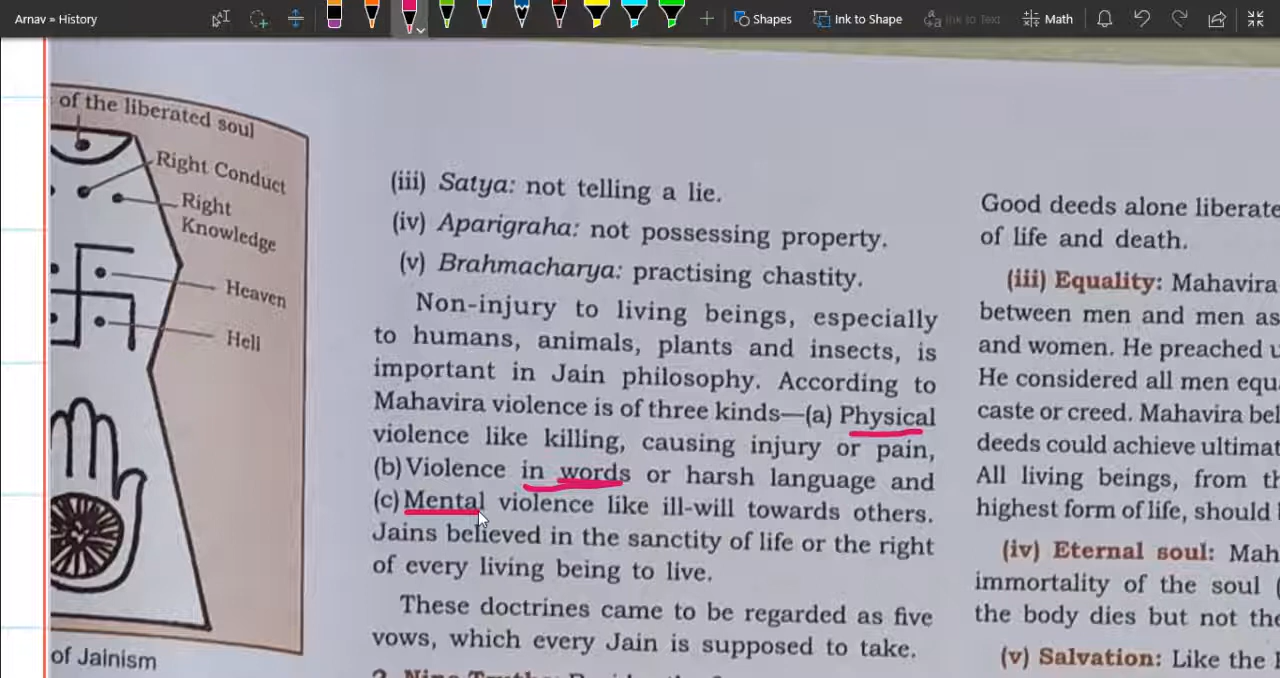 Arnav » History
Shapes
Ink to Shape
Ink to Text
Math
of the liberated soul
Right Conduct
Right
Knowledge
Heaven
Hell
of Jainism
(iii) Satya: not telling a lie.
(iv) Aparigraha: not possessing property.
(v) Brahmacharya: practising chastity.
Non-injury to living beings, especially
to humans, animals, plants and insects, is
important in Jain philosophy. According to
Mahavira violence is of three kinds—(a) Physical
violence like killing, causing injury or pain,
(b) Violence in words or harsh language and
(c) Mental violence like ill-will towards others.
Jains believed in the sanctity of life or the right
of every living being to live.
These doctrines came to be regarded as five
vows, which every Jain is supposed to take.
Good deeds alone liberate
of life and death.
(iii) Equality: Mahavira
between men and men as
and women. He preached u
He considered all men equ
caste or creed. Mahavira bel
deeds could achieve ultimat
All living beings, from th
highest form of life, should
(iv) Eternal soul: Mah
immortality of the soul (
the body dies but not the
(v) Salvation: Like the